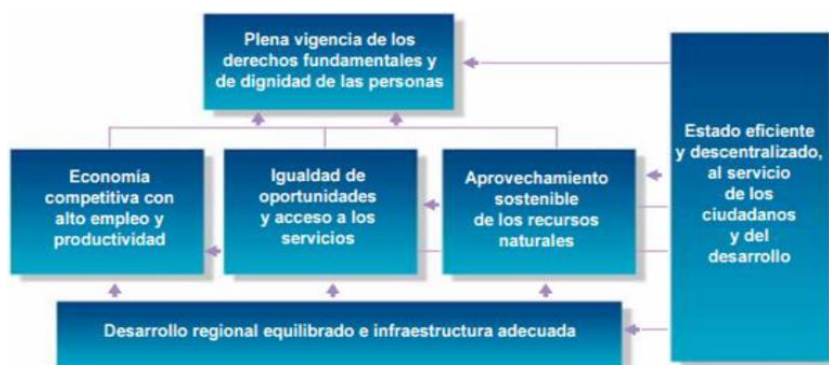 Plena vigencia de los
derechos fundamentales y
de dignidad de las personas
Economía
competitiva con
alto empleo y
productividad
Igualdad de
oportunidades
y acceso a los
servicios
Aprovechamiento
sostenible
de los recursos
naturales
Estado eficiente
y descentralizado,
al servicio
de los
ciudadanos
y del
desarrollo
Desarrollo regional equilibrado e infraestructura adecuada